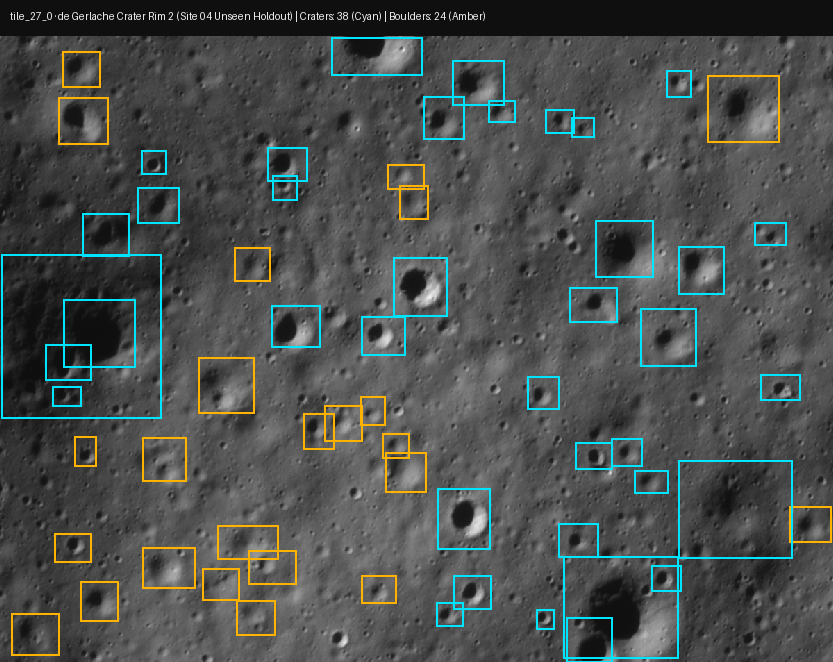 tile_27_0 · de Gerlache Crater Rim 2 (Site 04 Unseen Holdout) | Craters: 38 (Cyan) | Boulders: 24 (Amber)